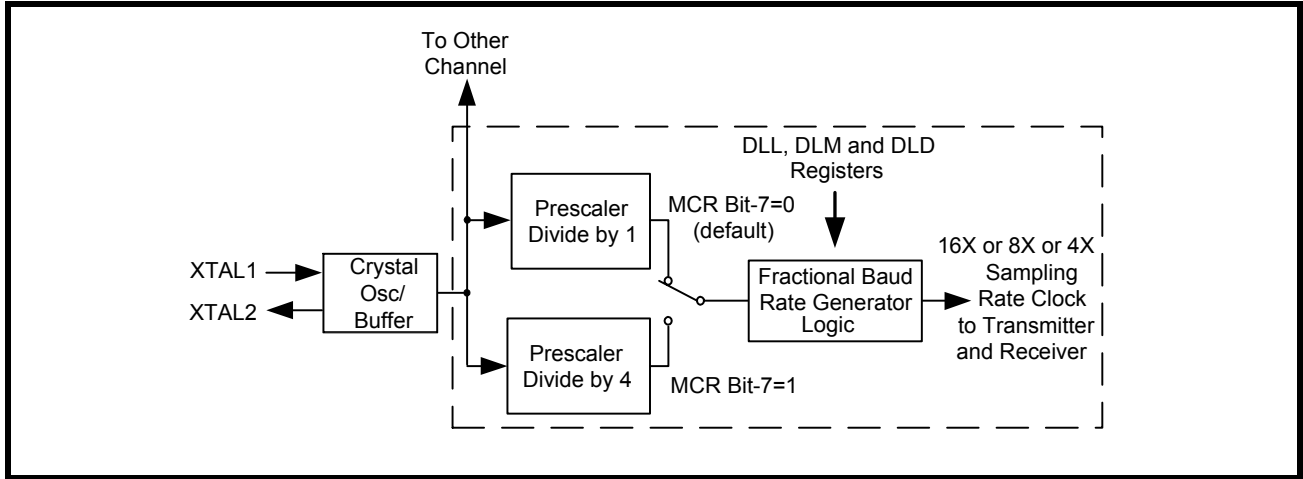 To Other
Channel
DLL, DLM and DLD
Registers
Prescaler
Divide by 1
MCR Bit-7=0
(default)
16X or 8X or 4X
Sampling
Rate Clock
to Transmitter
and Receiver
XTAL1
XTAL2
Crystal
Osc/
Buffer
Fractional Baud
Rate Generator
Logic
Prescaler
Divide by 4
MCR Bit-7=1